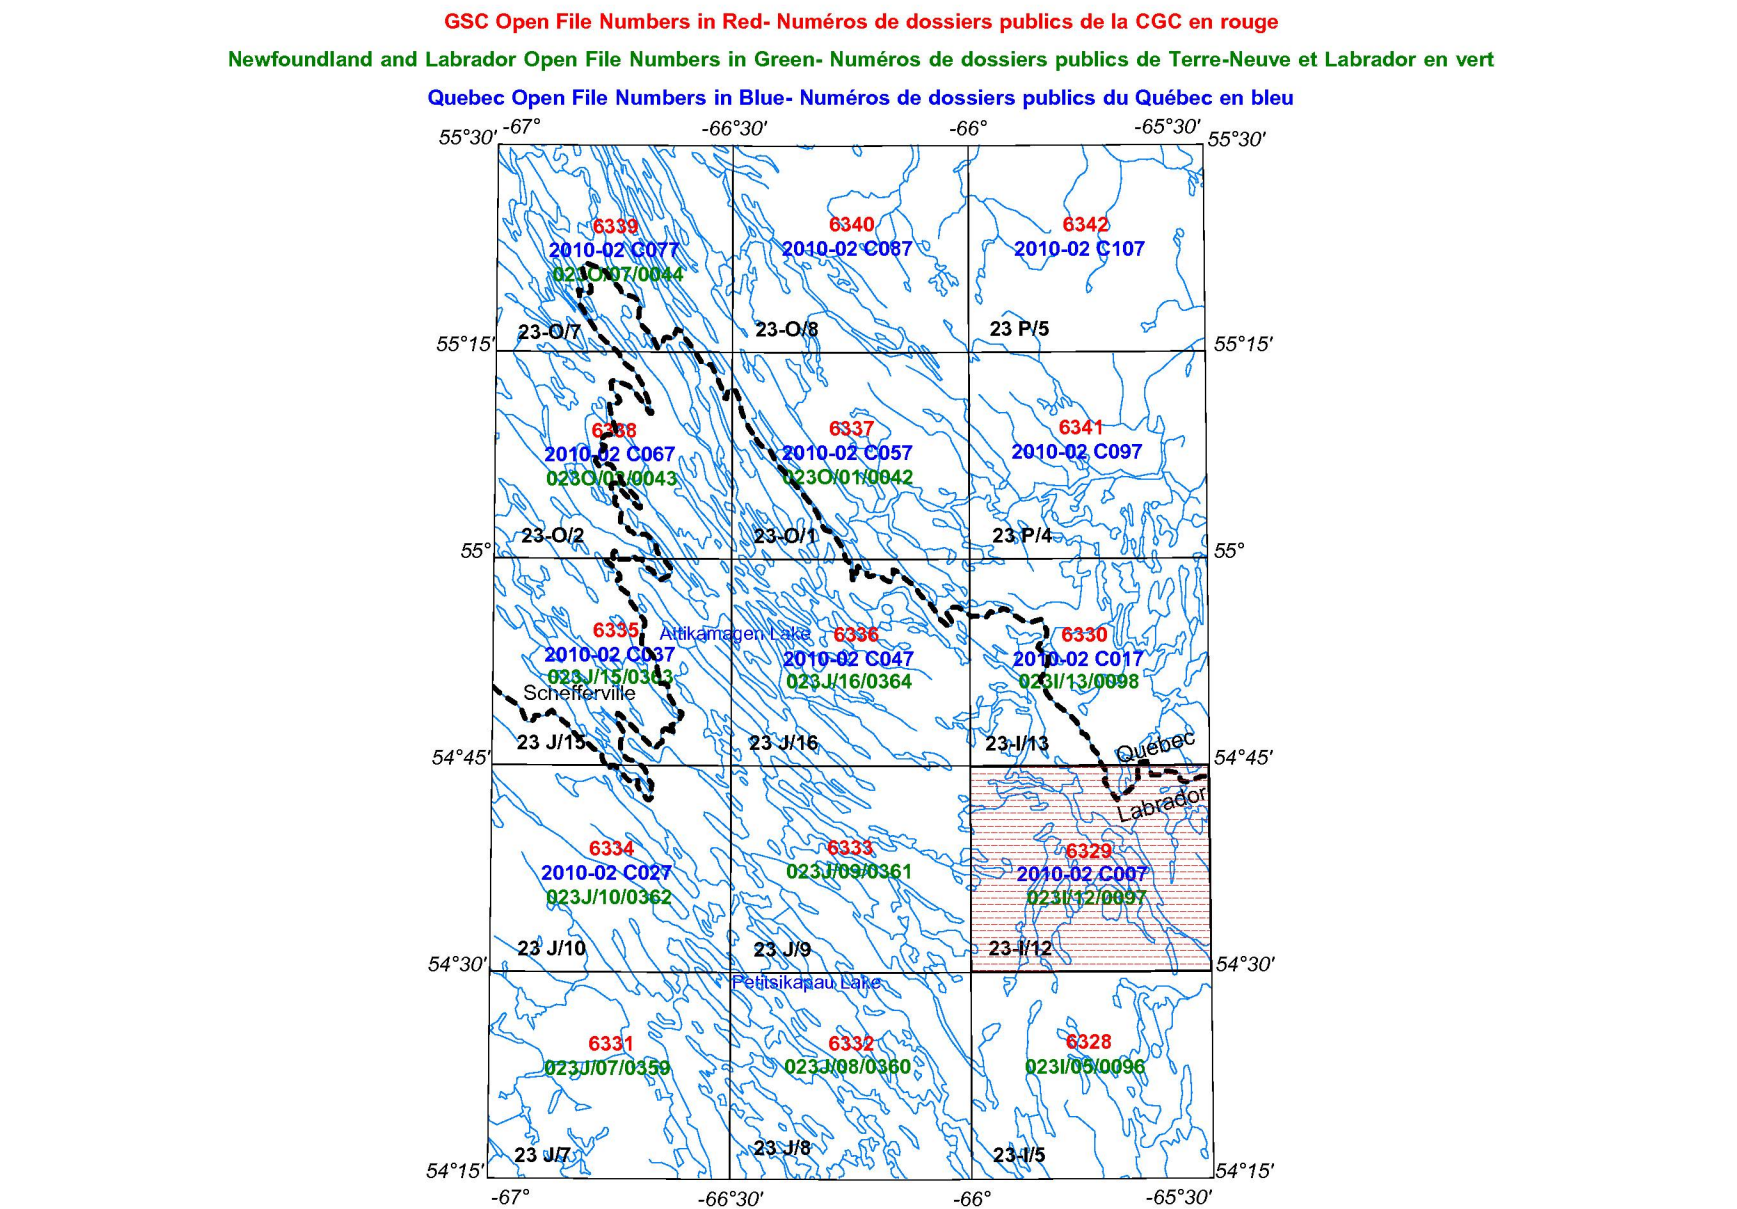 GSC Open File Numbers in Red- Numéros de dossiers publics de la CGC en rouge
Newfoundland and Labrador Open File Numbers in Green- Numéros de dossiers publics de Terre-Neuve et Labrador en vert
Quebec Open File Numbers in Blue- Numéros de dossiers publics du Québec en bleu
-67° -66°30' -66° -65°30'
55°30' 55°30'
6339 6340 6342
2010-02 C077 2010-02 C087 2010-02 C107
023O/07/0044
23-O/7 23-O/8 23 P/5
55°15' 55°15'
6338 6337 6341
2010-02 C067 2010-02 C057 2010-02 C097
023O/02/0043 023O/01/0042
23-O/2 23-O/1 23 P/4
55° 55°
6335 Attikamagen Lake 6336 6330
2010-02 C037 2010-02 C047 2010-02 C017
023J/15/0363 023J/16/0364 023I/13/0098
Schefferville
23 J/15 23 J/16 23-I/13
Quebec
54°45' 54°45'
Labrador
6334 6333 6329
2010-02 C027 023J/09/0361 2010-02 C007
023J/10/0362 023I/12/0097
23 J/10 23 J/9 23-I/12
54°30' 54°30'
Petitsikapau Lake
6331 6332 6328
023J/07/0359 023J/08/0360 023I/05/0096
23 J/7 23 J/8 23-I/5
54°15' 54°15'
-67° -66°30' -66° -65°30'